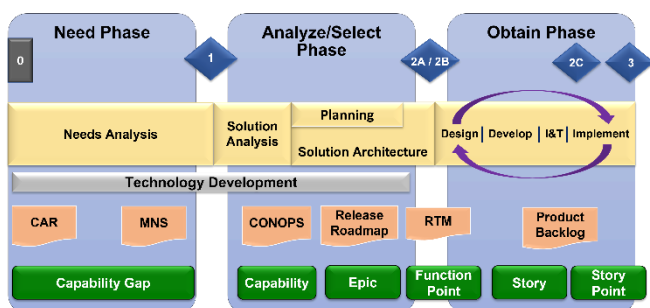 Need Phase
Analyze/Select
Phase
Obtain Phase
0
1
2A / 2B
2C
3
Needs Analysis
Solution
Analysis
Planning
Solution Architecture
Design | Develop | I&T | Implement
Technology Development
CAR
MNS
CONOPS
Release
Roadmap
RTM
Product
Backlog
Capability Gap
Capability
Epic
Function
Point
Story
Story
Point